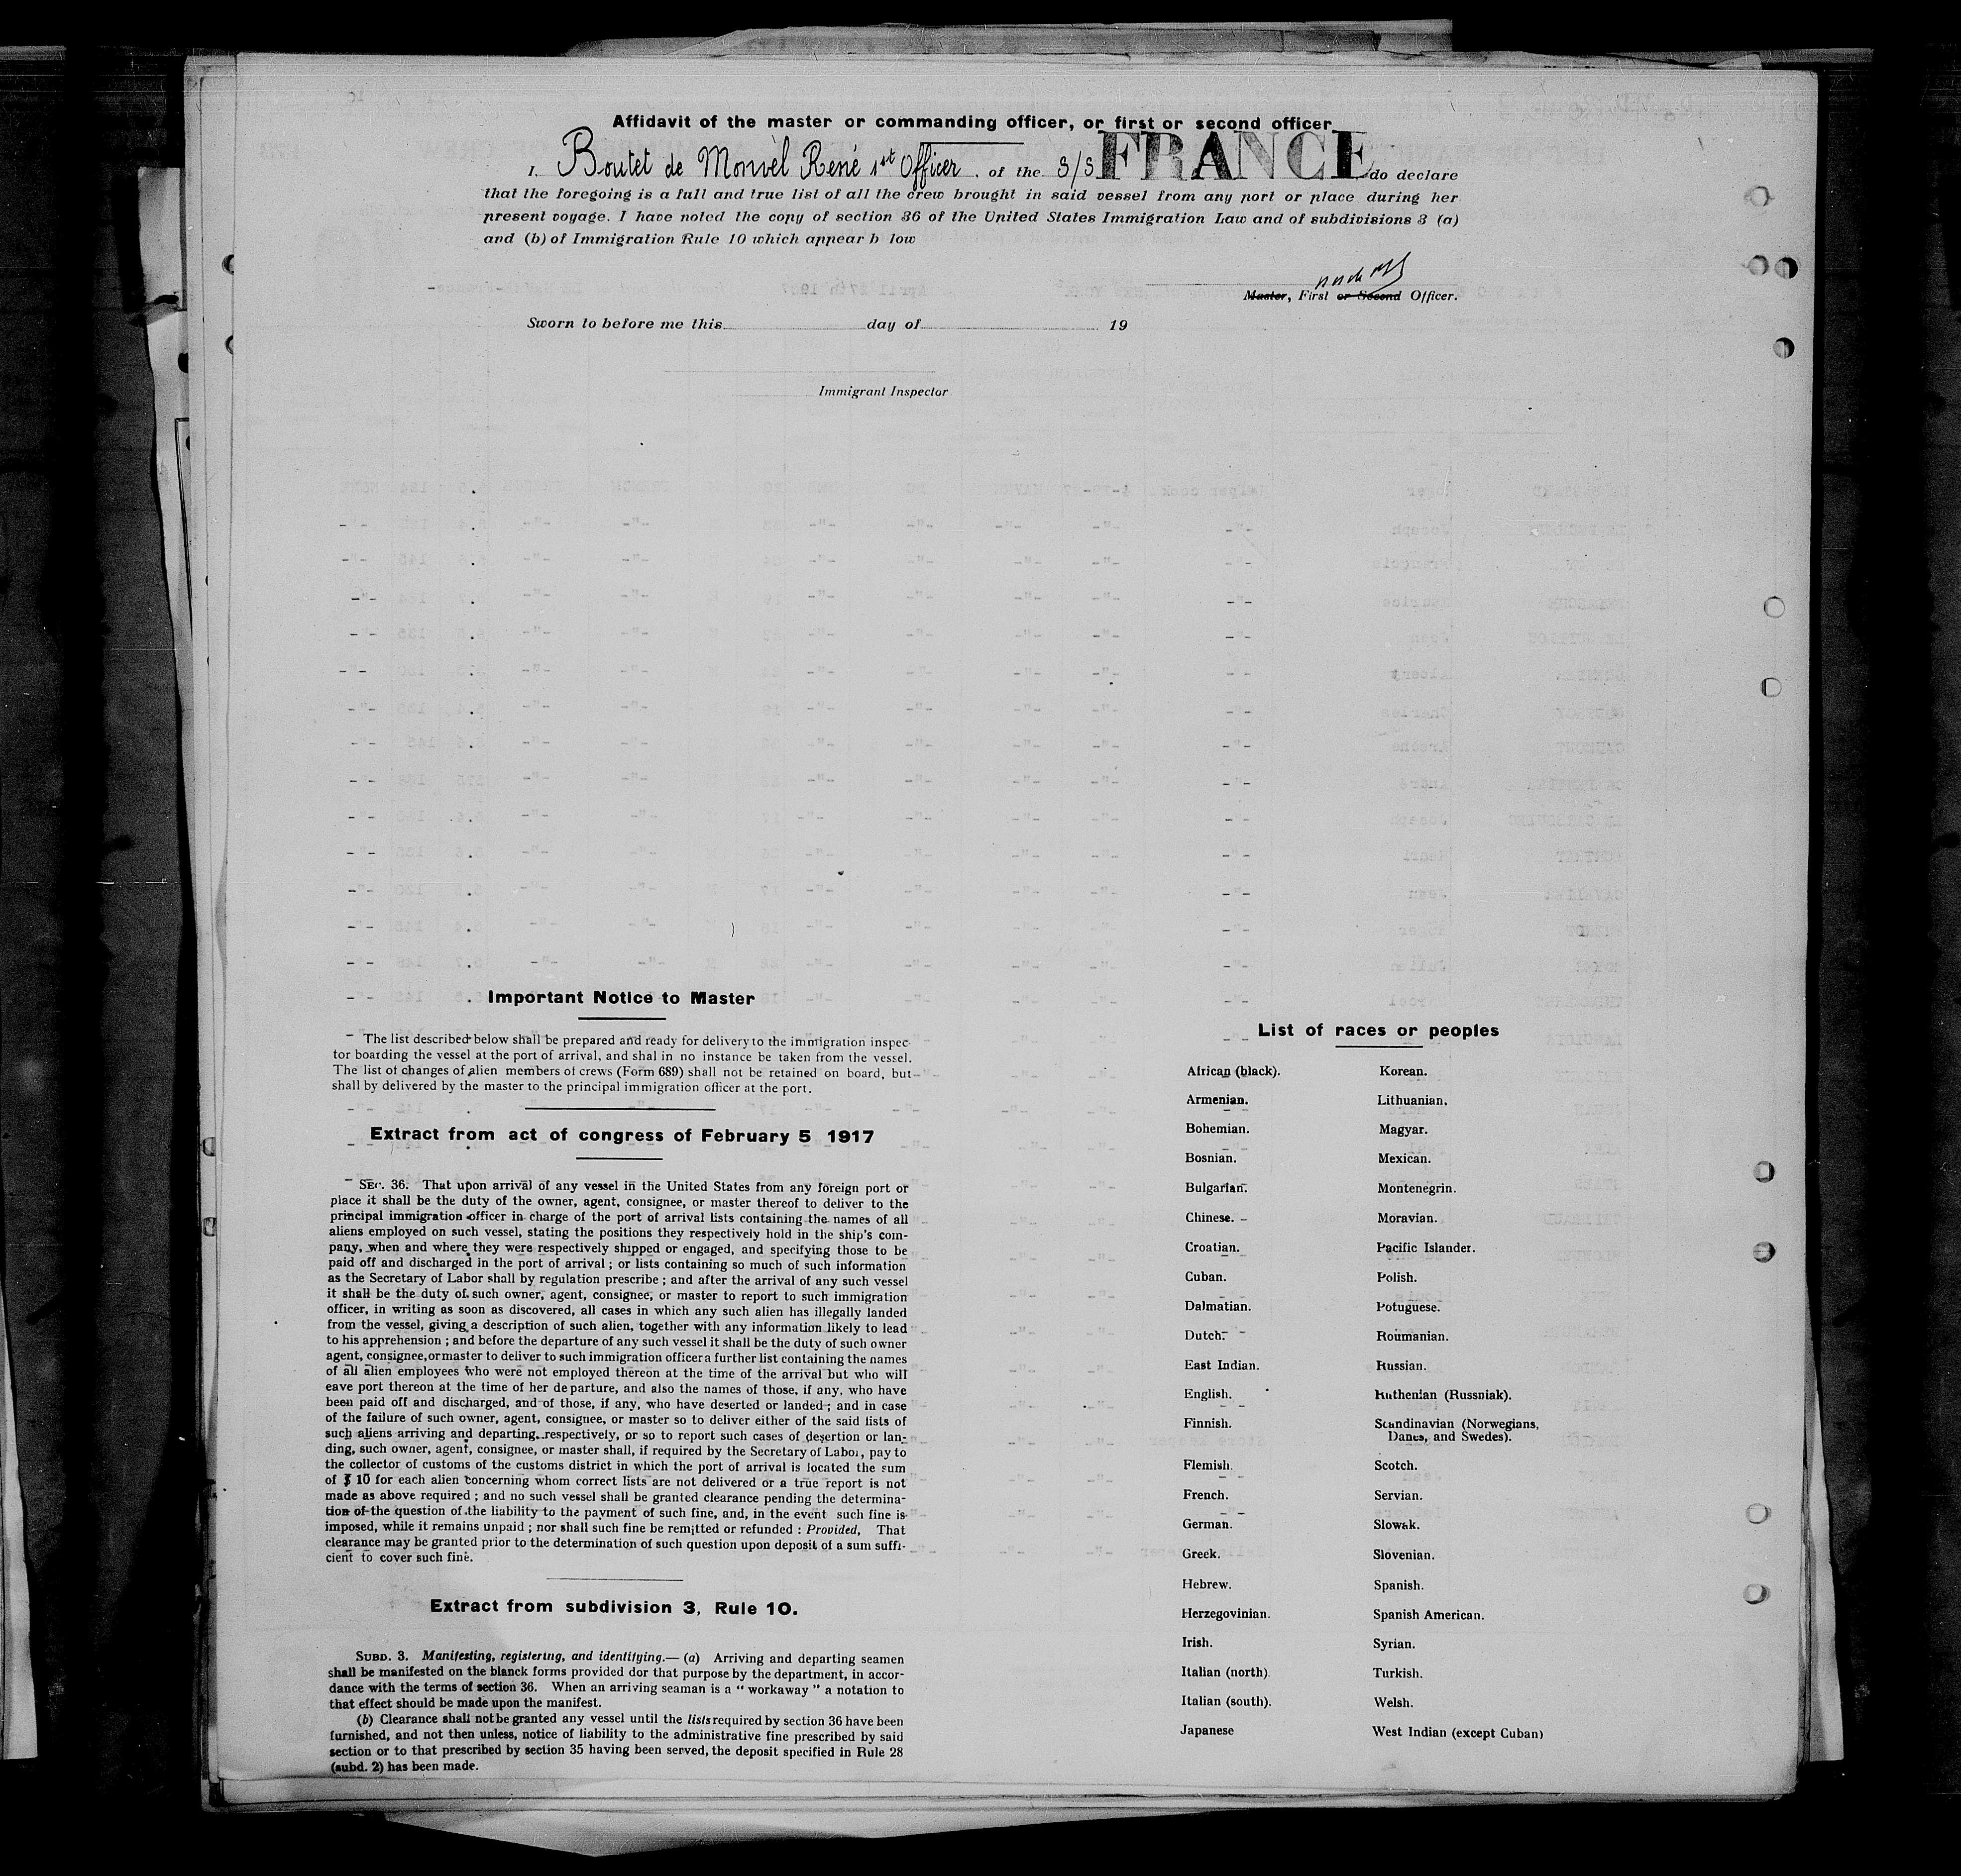 Affidavit of the master or commanding officer, or first or second officer
I, Boutet de Monvel René 1st Officer, of the S/S FRANCE do declare
that the foregoing is a full and true list of all the crew brought in said vessel from any port or place during her
present voyage. I have noted the copy of section 36 of the United States Immigration Law and of subdivisions 3 (a)
and (b) of Immigration Rule 10 which appear b low
Master, First or Second Officer.
Sworn to before me this day of 19
Immigrant Inspector
Important Notice to Master
The list described below shall be prepared and ready for delivery to the immigration inspec-
tor boarding the vessel at the port of arrival, and shal in no instance be taken from the vessel.
The list of changes of alien members of crews (Form 689) shall not be retained on board, but
shall by delivered by the master to the principal immigration officer at the port.
Extract from act of congress of February 5 1917
SEC. 36. That upon arrival of any vessel in the United States from any foreign port or
place it shall be the duty of the owner, agent, consignee, or master thereof to deliver to the
principal immigration officer in charge of the port of arrival lists containing the names of all
aliens employed on such vessel, stating the positions they respectively hold in the ship's com-
pany, when and where they were respectively shipped or engaged, and specifying those to be
paid off and discharged in the port of arrival ; or lists containing so much of such information
as the Secretary of Labor shall by regulation prescribe ; and after the arrival of any such vessel
it shall be the duty of such owner, agent, consignee, or master to report to such immigration
officer, in writing as soon as discovered, all cases in which any such alien has illegally landed
from the vessel, giving a description of such alien, together with any information likely to lead
to his apprehension ; and before the departure of any such vessel it shall be the duty of such owner
agent, consignee, or master to deliver to such immigration officer a further list containing the names
of all alien employees who were not employed thereon at the time of the arrival but who will
eave port thereon at the time of her departure, and also the names of those, if any, who have
been paid off and discharged, and of those, if any, who have deserted or landed ; and in case
of the failure of such owner, agent, consignee, or master so to deliver either of the said lists of
such aliens arriving and departing, respectively, or so to report such cases of desertion or lan-
ding, such owner, agent, consignee, or master shall, if required by the Secretary of Labor, pay to
the collector of customs of the customs district in which the port of arrival is located the sum
of $ 10 for each alien concerning whom correct lists are not delivered or a true report is not
made as above required ; and no such vessel shall be granted clearance pending the determina-
tion of the question of the liability to the payment of such fine, and, in the event such fine is
imposed, while it remains unpaid ; nor shall such fine be remitted or refunded : Provided, That
clearance may be granted prior to the determination of such question upon deposit of a sum suffi-
cient to cover such fine.
Extract from subdivision 3, Rule 10.
SUBD. 3. Manifesting, registering, and identifying.— (a) Arriving and departing seamen
shall be manifested on the blanck forms provided dor that purpose by the department, in accor-
dance with the terms of section 36. When an arriving seaman is a " workaway " a notation to
that effect should be made upon the manifest.
(b) Clearance shall not be granted any vessel until the lists required by section 36 have been
furnished, and not then unless, notice of liability to the administrative fine prescribed by said
section or to that prescribed by section 35 having been served, the deposit specified in Rule 28
(subd. 2) has been made.
List of races or peoples
African (black).
Armenian.
Bohemian.
Bosnian.
Bulgarian.
Chinese.
Croatian.
Cuban.
Dalmatian.
Dutch.
East Indian.
English.
Finnish.
Flemish.
French.
German.
Greek.
Hebrew.
Herzegovinian.
Irish.
Italian (north)
Italian (south).
Japanese
Korean.
Lithuanian.
Magyar.
Mexican.
Montenegrin.
Moravian.
Pacific Islander.
Polish.
Potuguese.
Roumanian.
Russian.
Ruthenian (Russniak).
Scandinavian (Norwegians,
Danes, and Swedes).
Scotch.
Servian.
Slowak.
Slovenian.
Spanish.
Spanish American.
Syrian.
Turkish.
Welsh.
West Indian (except Cuban)